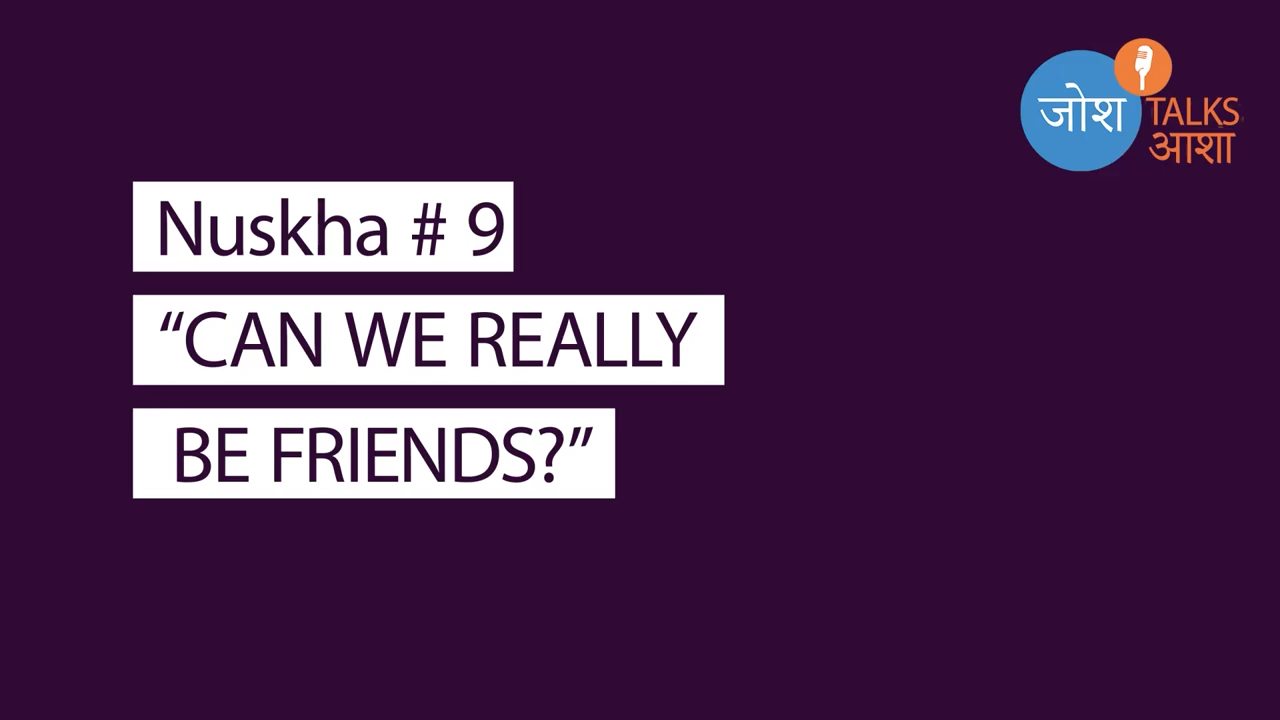 Nuskha # 9
“CAN WE REALLY
BE FRIENDS?”
जोश
TALKS
आशा